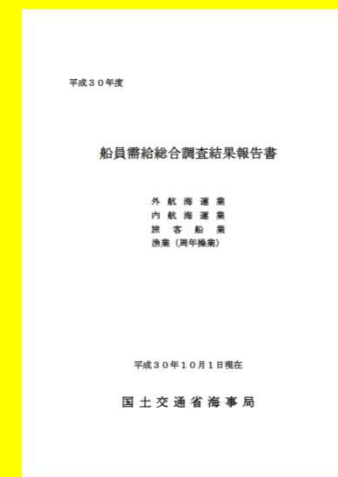 平成３０年度
船員需給総合調査結果報告書
外航海運業
内航海運業
旅客船業
漁業（周年操業）
平成３０年１０月１日現在
国土交通省海事局